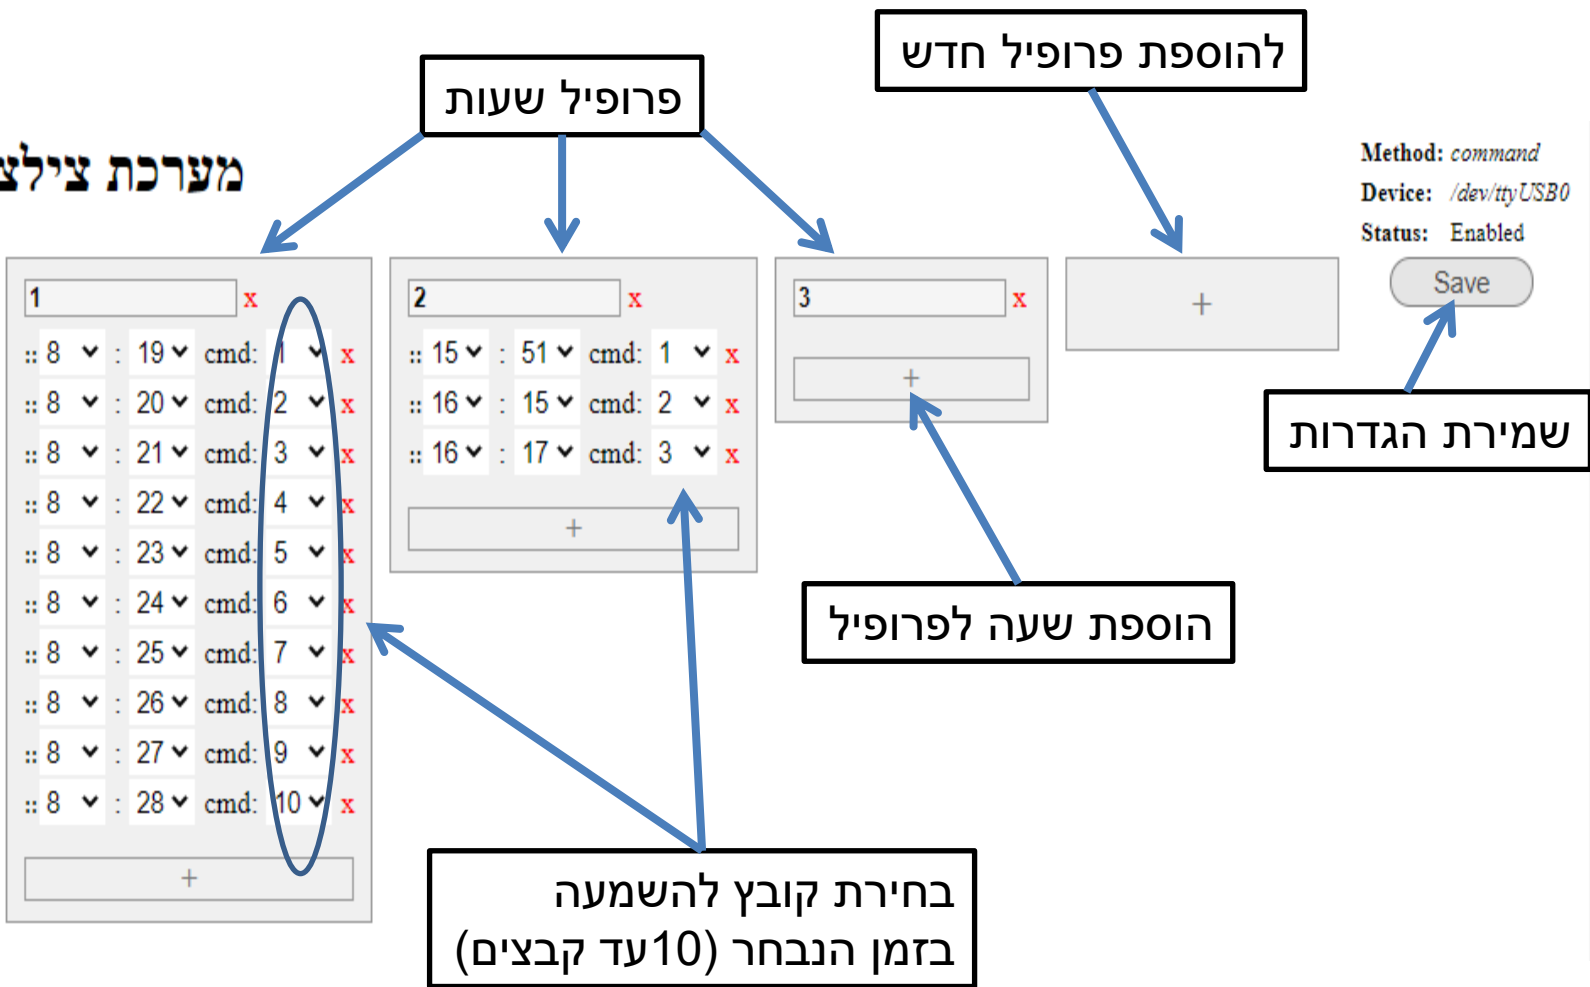 להוספת פרופיל חדש
פרופיל שעות
מערכת
Method: command
Device: /dev/ttyUSB0
Status: Enabled
Save
1 x
:: 8 : 19 cmd: 1 x
:: 8 : 20 cmd: 2 x
:: 8 : 21 cmd: 3 x
:: 8 : 22 cmd: 4 x
:: 8 : 23 cmd: 5 x
:: 8 : 24 cmd: 6 x
:: 8 : 25 cmd: 7 x
:: 8 : 26 cmd: 8 x
:: 8 : 27 cmd: 9 x
:: 8 : 28 cmd: 10 x
+
2 x
:: 15 : 51 cmd: 1 x
:: 16 : 15 cmd: 2 x
:: 16 : 17 cmd: 3 x
+
3 x
+
+
שמירת הגדרות
הוספת שעה לפרופיל
בחירת קובץ להשמעה
בזמן הנבחר (10עד קבצים)